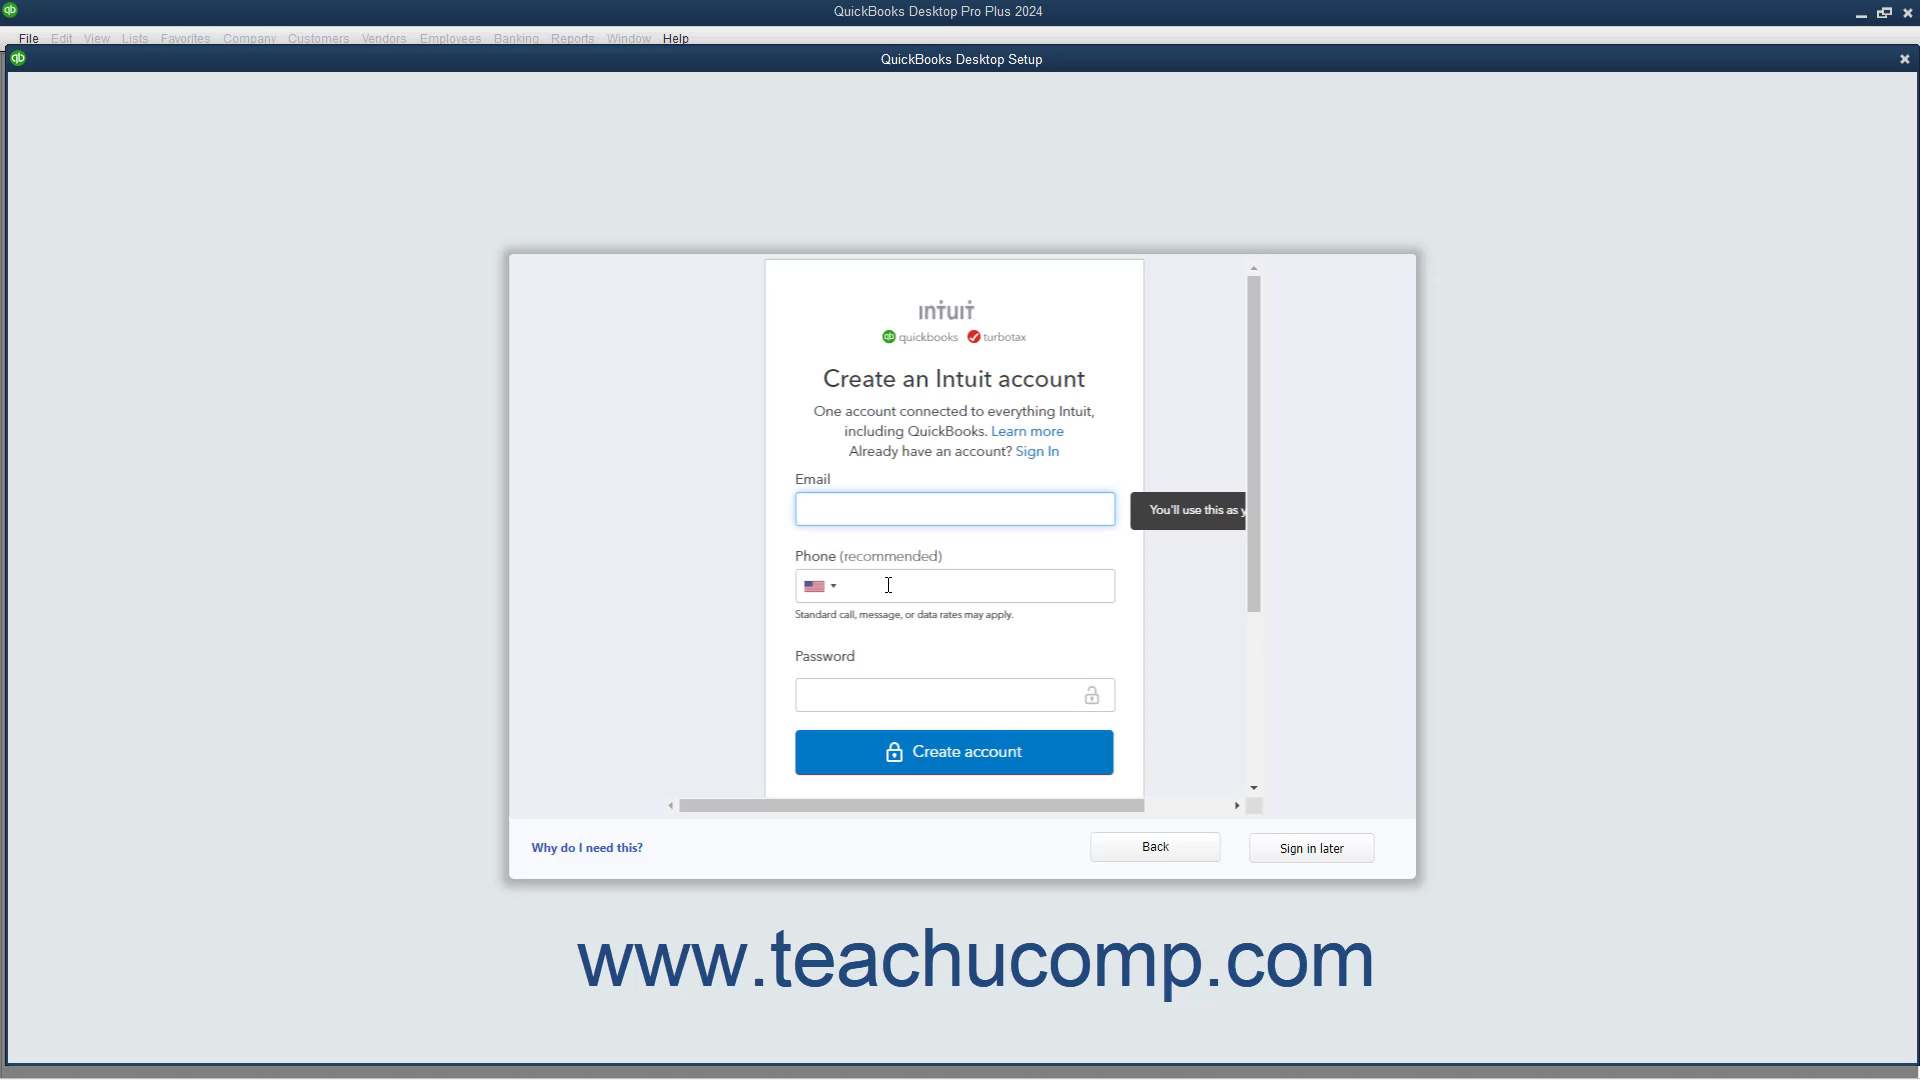 QuickBooks Desktop Pro Plus 2024
File Edit View Lists Favorites Company Customers Vendors Employees Banking Reports Window Help
QuickBooks Desktop Setup
ıntuıt
quickbooks turbotax
Create an Intuit account
One account connected to everything Intuit,
including QuickBooks. Learn more
Already have an account? Sign In
Email
You'll use this as
Phone (recommended)
Standard call, message, or data rates may apply.
Password
Create account
Why do I need this?
Back
Sign in later
www.teachucomp.com